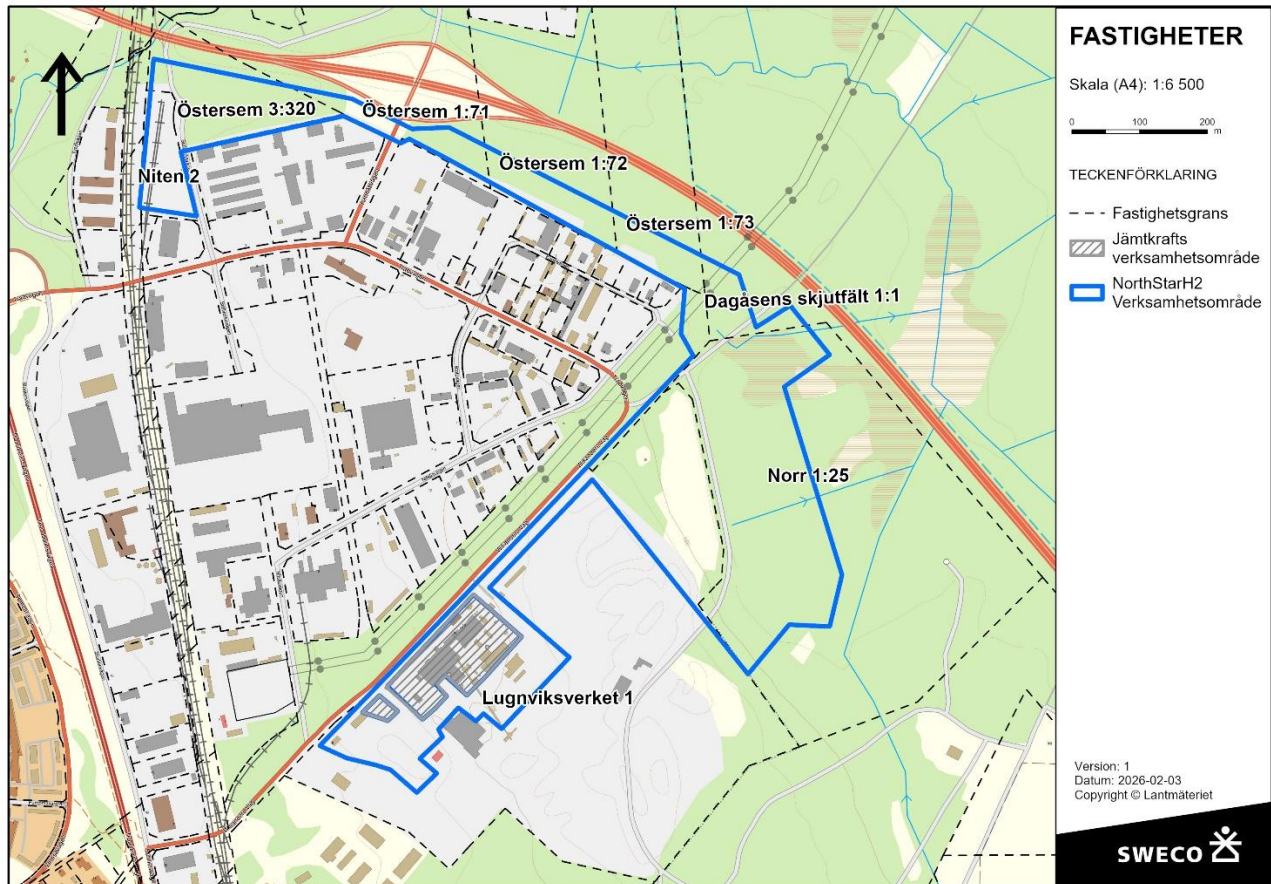 Östersem 3:320
Östersem 1:71
Östersem 1:72
Niten 2
Östersem 1:73
Dagåsens skjutfält 1:1
Norr 1:25
Lugnviksverket 1
FASTIGHETER
Skala (A4): 1:6 500
0 100 200
m
TECKENFÖRKLARING
Fastighetsgrans
Jämtkrafts
verksamhetsområde
NorthStarH2
Verksamhetsområde
Version: 1
Datum: 2026-02-03
Copyright © Lantmäteriet
SWECO